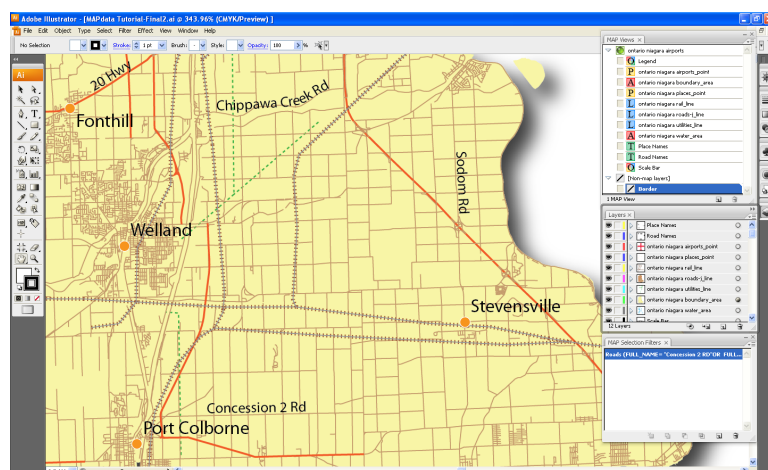 Adobe Illustrator - [MAPdata Tutorial-Final2.ai @ 343.96% (CMYK/Preview) ]
File Edit Object Type Select Filter Effect View Window Help
No Selection Stroke: 1 pt Brush: Style: Opacity: 100 %
Ai
20 Hwy
Chippawa Creek Rd
Fonthill
Sodom Rd
Welland
Stevensville
Concession 2 Rd
Port Colborne
MAP Views ×
ontario niagara airports
Legend
ontario niagara airports_point
ontario niagara boundary_area
ontario niagara places_point
ontario niagara rail_line
ontario niagara roads-i_line
ontario niagara utilities_line
ontario niagara water_area
Place Names
Road Names
Scale Bar
[Non-map layers]
Border
1 MAP View
Layers ×
Place Names
Road Names
ontario niagara airports_point
ontario niagara places_point
ontario niagara rail_line
ontario niagara roads-i_line
ontario niagara utilities_line
ontario niagara boundary_area
ontario niagara water_area
Scale Bar
12 Layers
MAP Selection Filters ×
Roads (FULL_NAME= "Concession 2 RD"OR FULL...